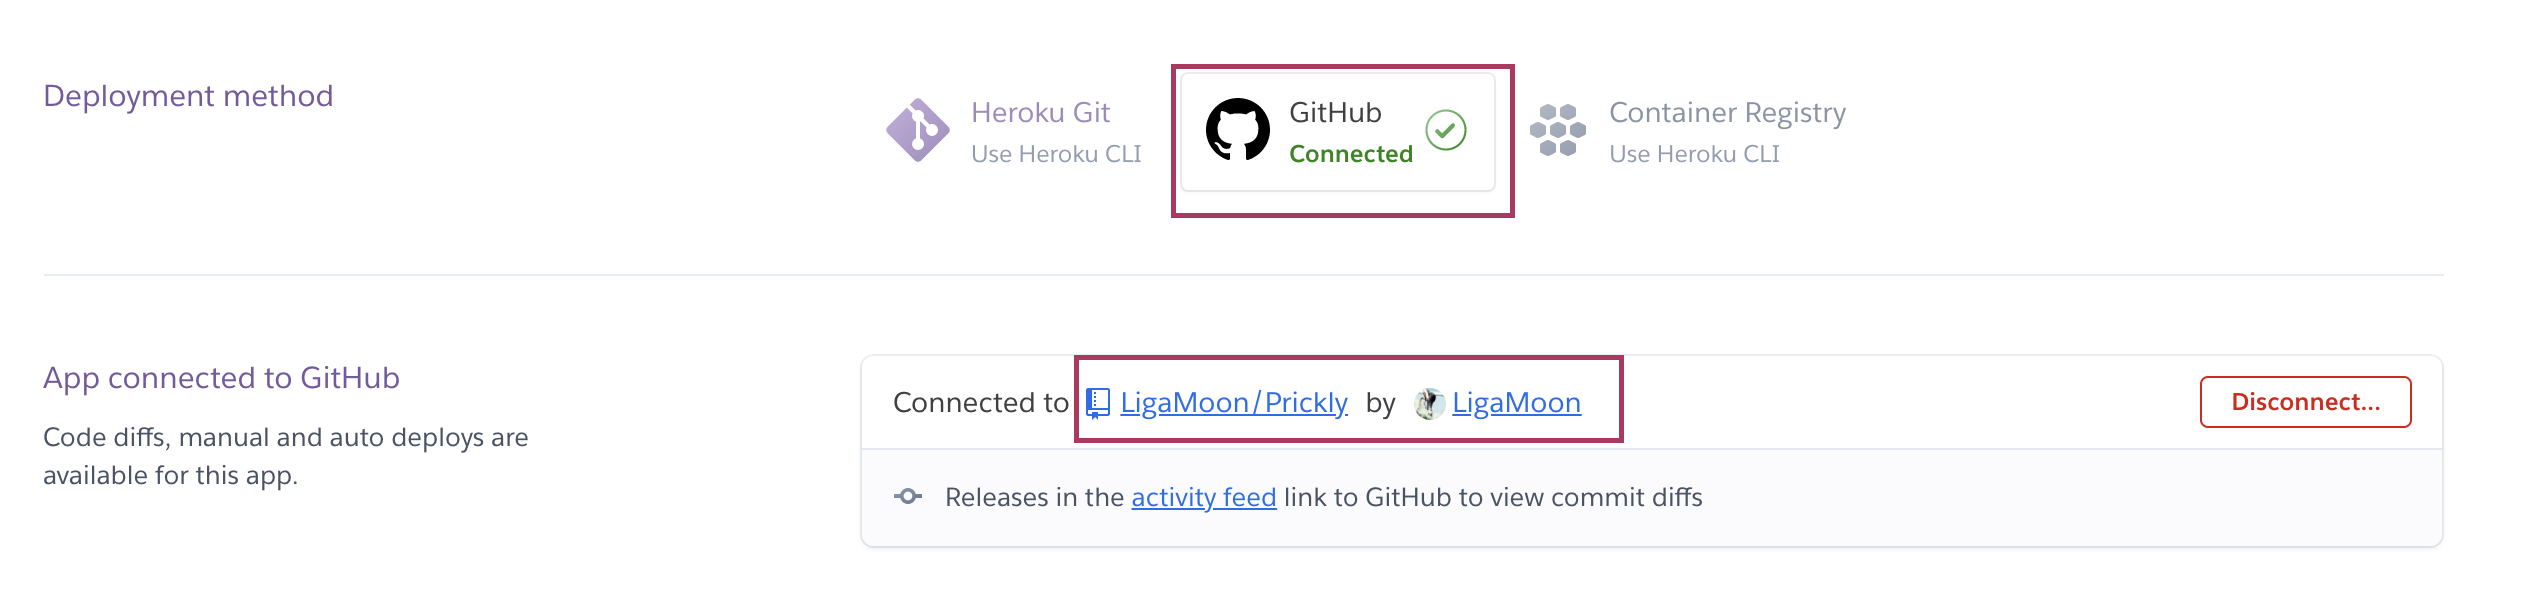 Deployment method
Heroku Git
Use Heroku CLI
GitHub
Connected
Container Registry
Use Heroku CLI
App connected to GitHub
Code diffs, manual and auto deploys are
available for this app.
Connected to LigaMoon/Prickly by LigaMoon
Disconnect...
Releases in the activity feed link to GitHub to view commit diffs